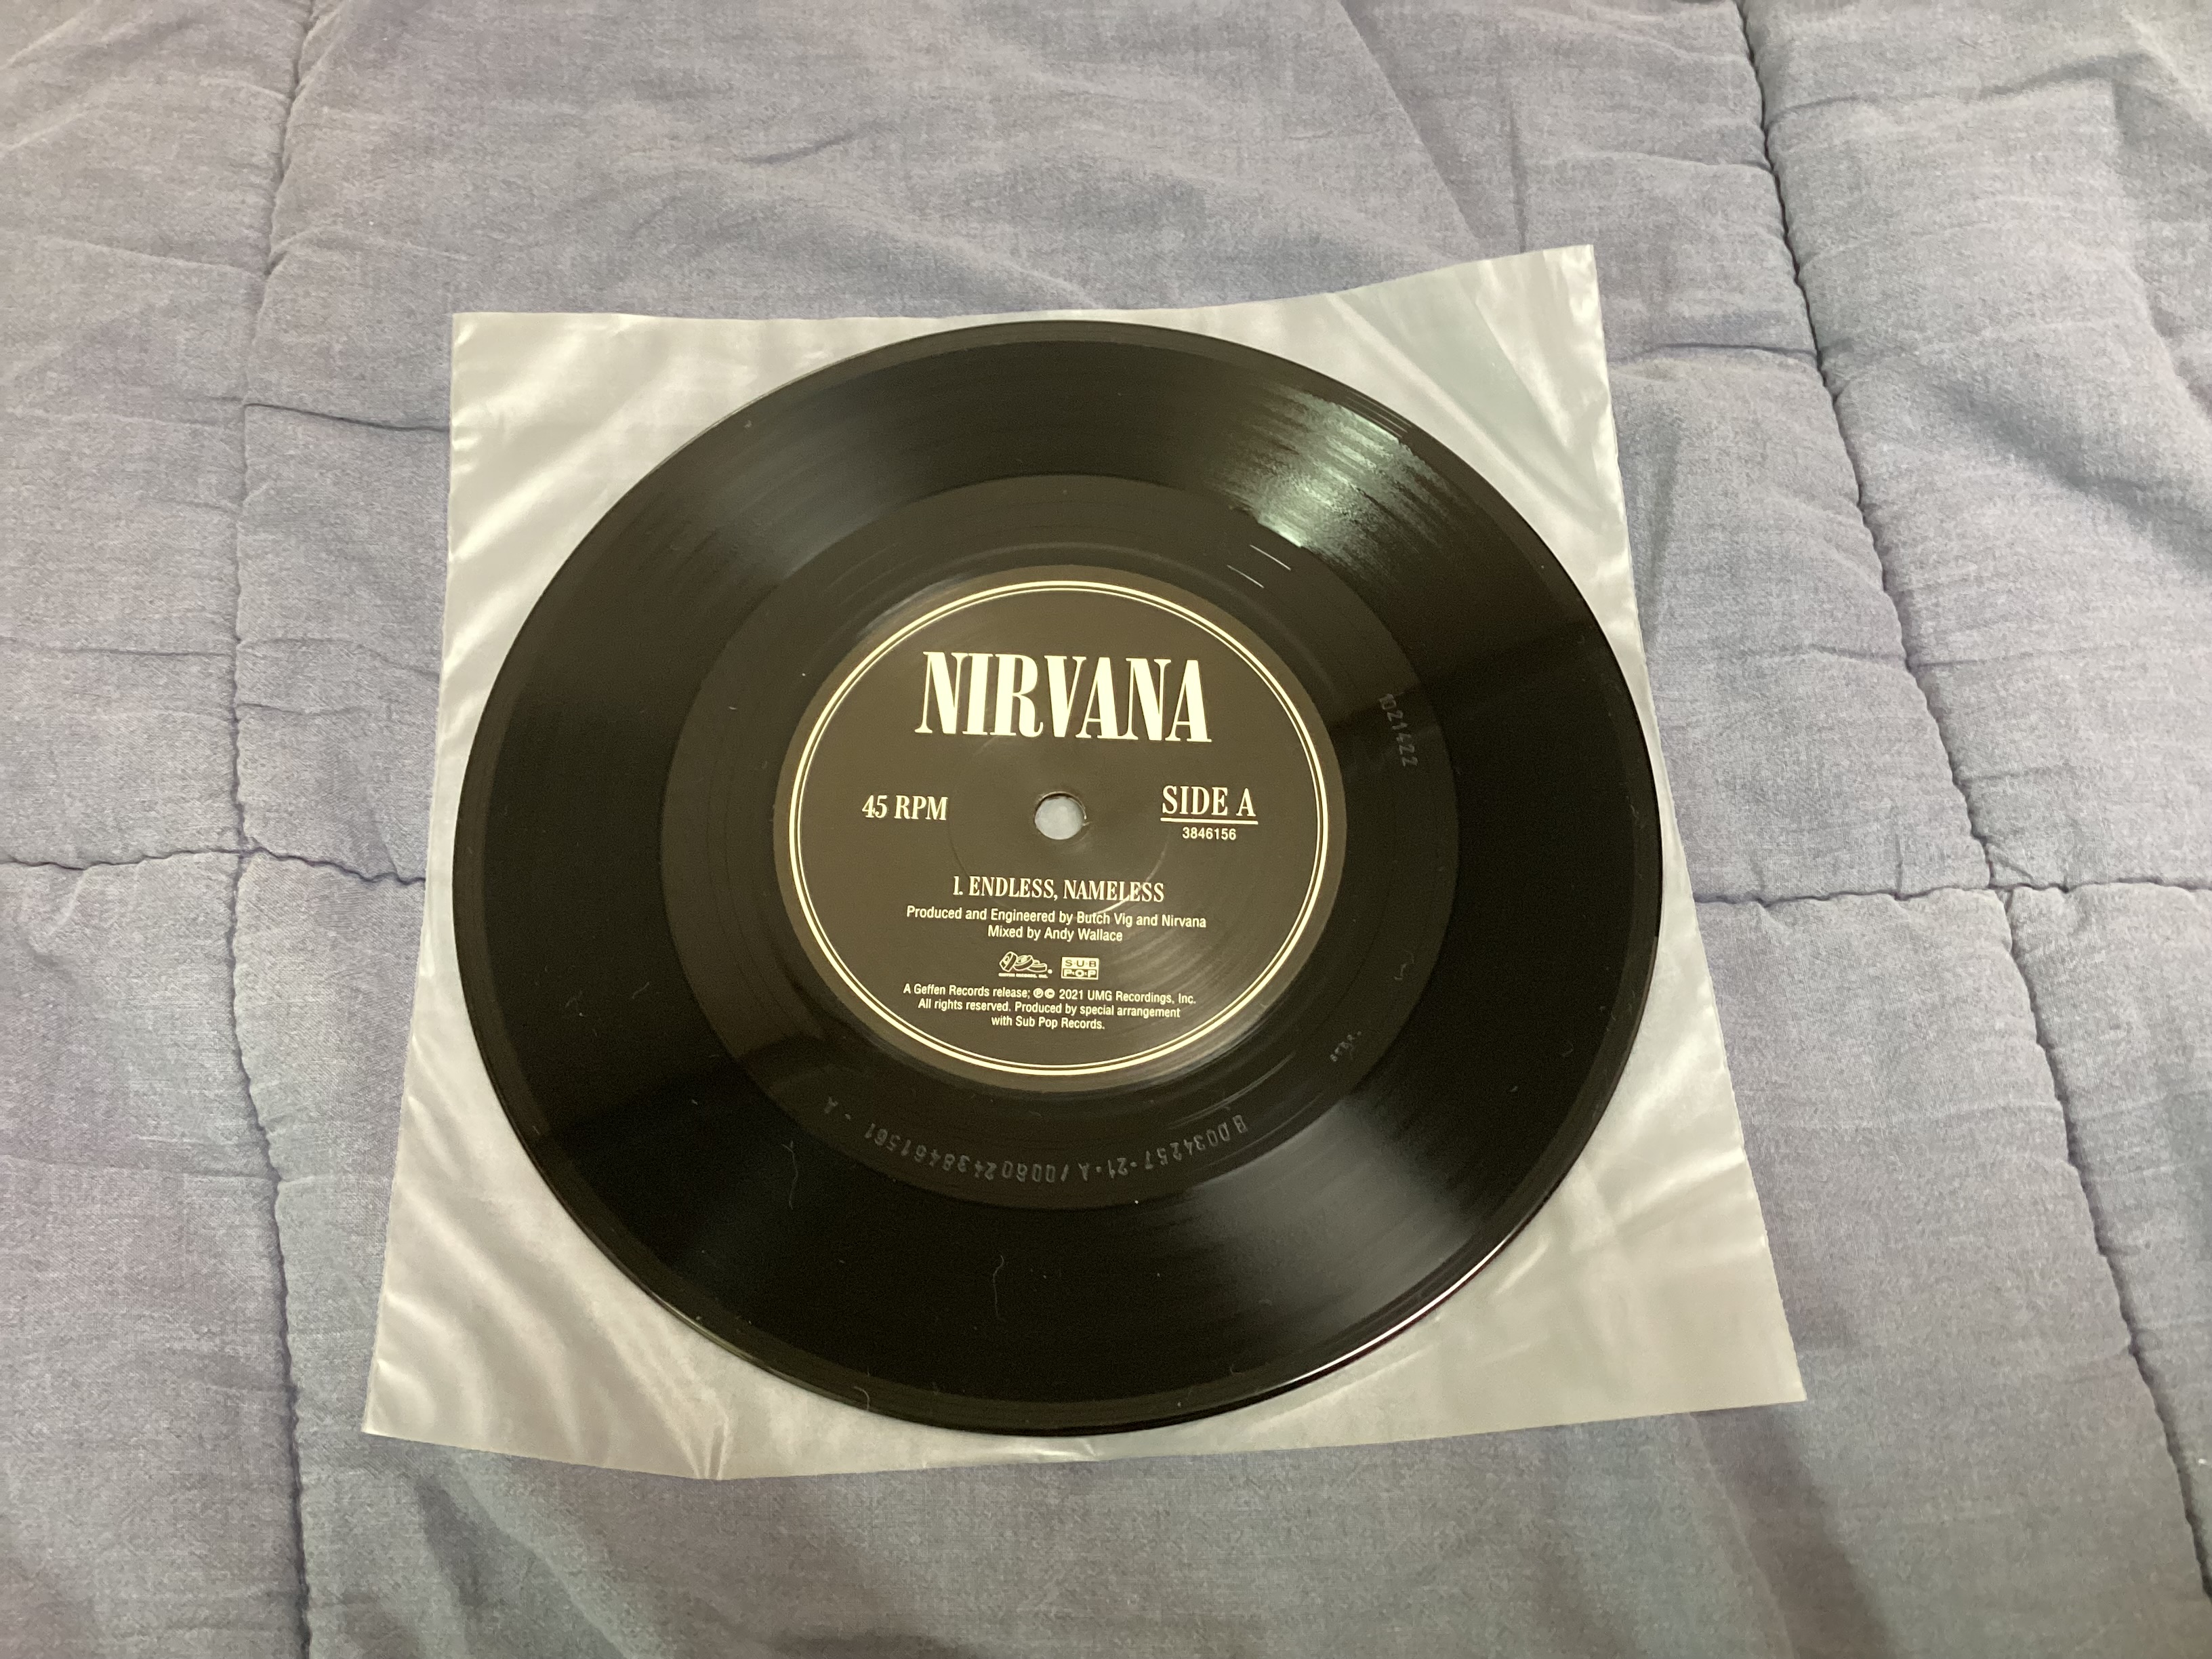 NIRVANA
45 RPM
SIDE A
3846156
1. ENDLESS, NAMELESS
Produced and Engineered by Butch Vig and Nirvana
Mixed by Andy Wallace
SUB
POP
A Geffen Records release; ℗© 2021 UMG Recordings, Inc.
All rights reserved. Produced by special arrangement
with Sub Pop Records.
1021422
BD034257-21-A/00602438461561 -A